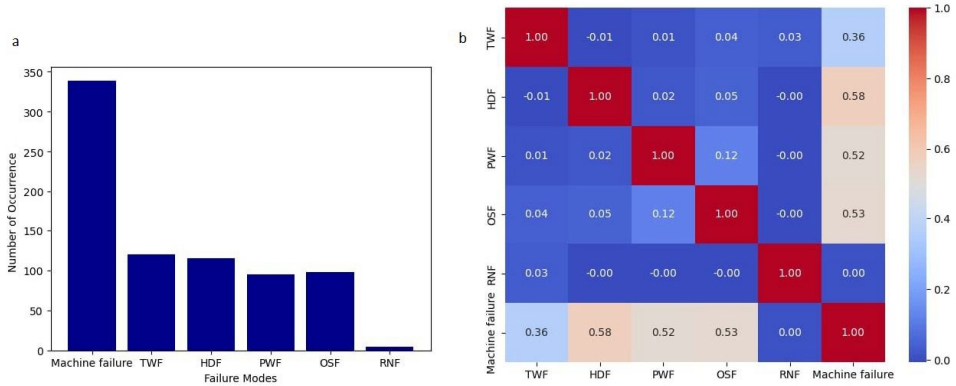 a
350
300
250
200
150
100
50
0
Number of Occurrence
Machine failure TWF HDF PWF OSF RNF
Failure Modes
b
TWF 1.00 -0.01 0.01 0.04 0.03 0.36
HDF -0.01 1.00 0.02 0.05 -0.00 0.58
PWF 0.01 0.02 1.00 0.12 -0.00 0.52
OSF 0.04 0.05 0.12 1.00 -0.00 0.53
RNF 0.03 -0.00 -0.00 -0.00 1.00 0.00
Machine failure 0.36 0.58 0.52 0.53 0.00 1.00
TWF HDF PWF OSF RNF Machine failure
1.0
0.8
0.6
0.4
0.2
0.0